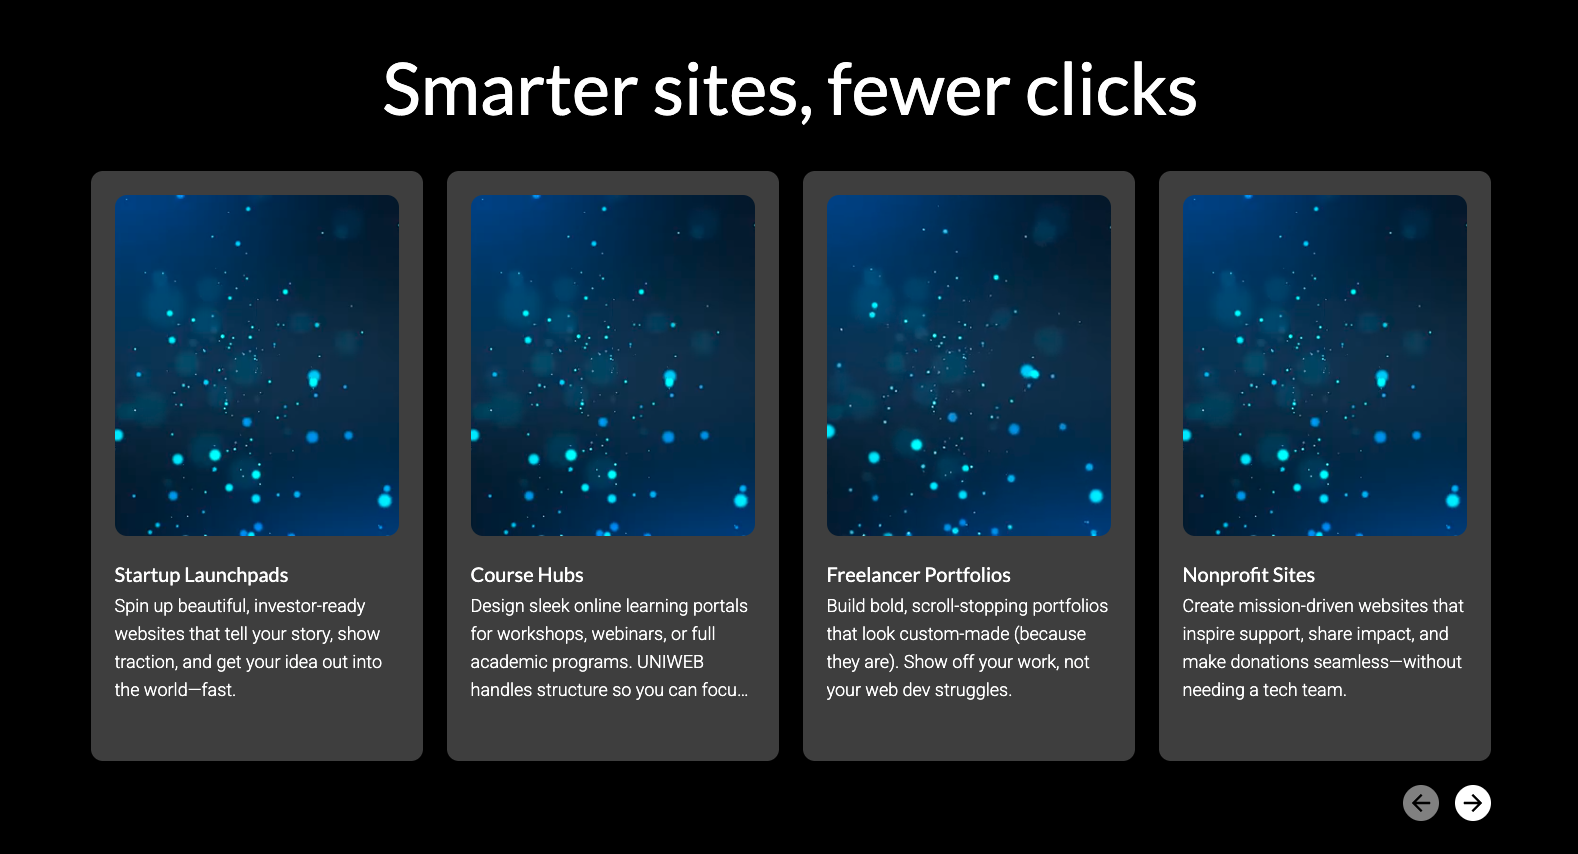 Smarter sites, fewer clicks
Startup Launchpads
Spin up beautiful, investor-ready
websites that tell your story, show
traction, and get your idea out into
the world—fast.
Course Hubs
Design sleek online learning portals
for workshops, webinars, or full
academic programs. UNIWEB
handles structure so you can focu...
Freelancer Portfolios
Build bold, scroll-stopping portfolios
that look custom-made (because
they are). Show off your work, not
your web dev struggles.
Nonprofit Sites
Create mission-driven websites that
inspire support, share impact, and
make donations seamless—without
needing a tech team.